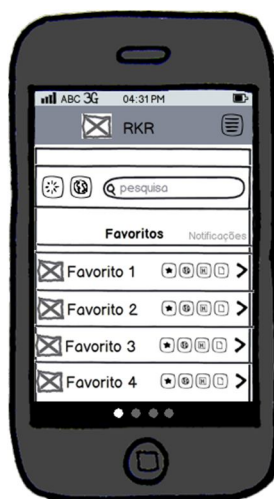 ABC 3G 04:31 PM
RKR
pesquisa
Favoritos Notificações
Favorito 1
Favorito 2
Favorito 3
Favorito 4